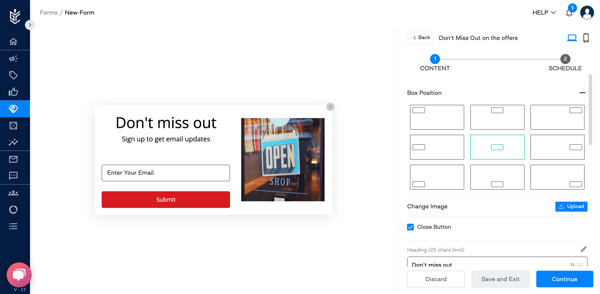 Forms / New-Form
HELP
1
Back
Don't Miss Out on the offers
1
2
CONTENT
SCHEDULE
Box Position
Don't miss out
Sign up to get email updates
OPEN
SHOP
Enter Your Email
Submit
Change Image
Upload
Close Button
Heading (25 chars limit)
Don't miss out
Discard
Save and Exit
Continue